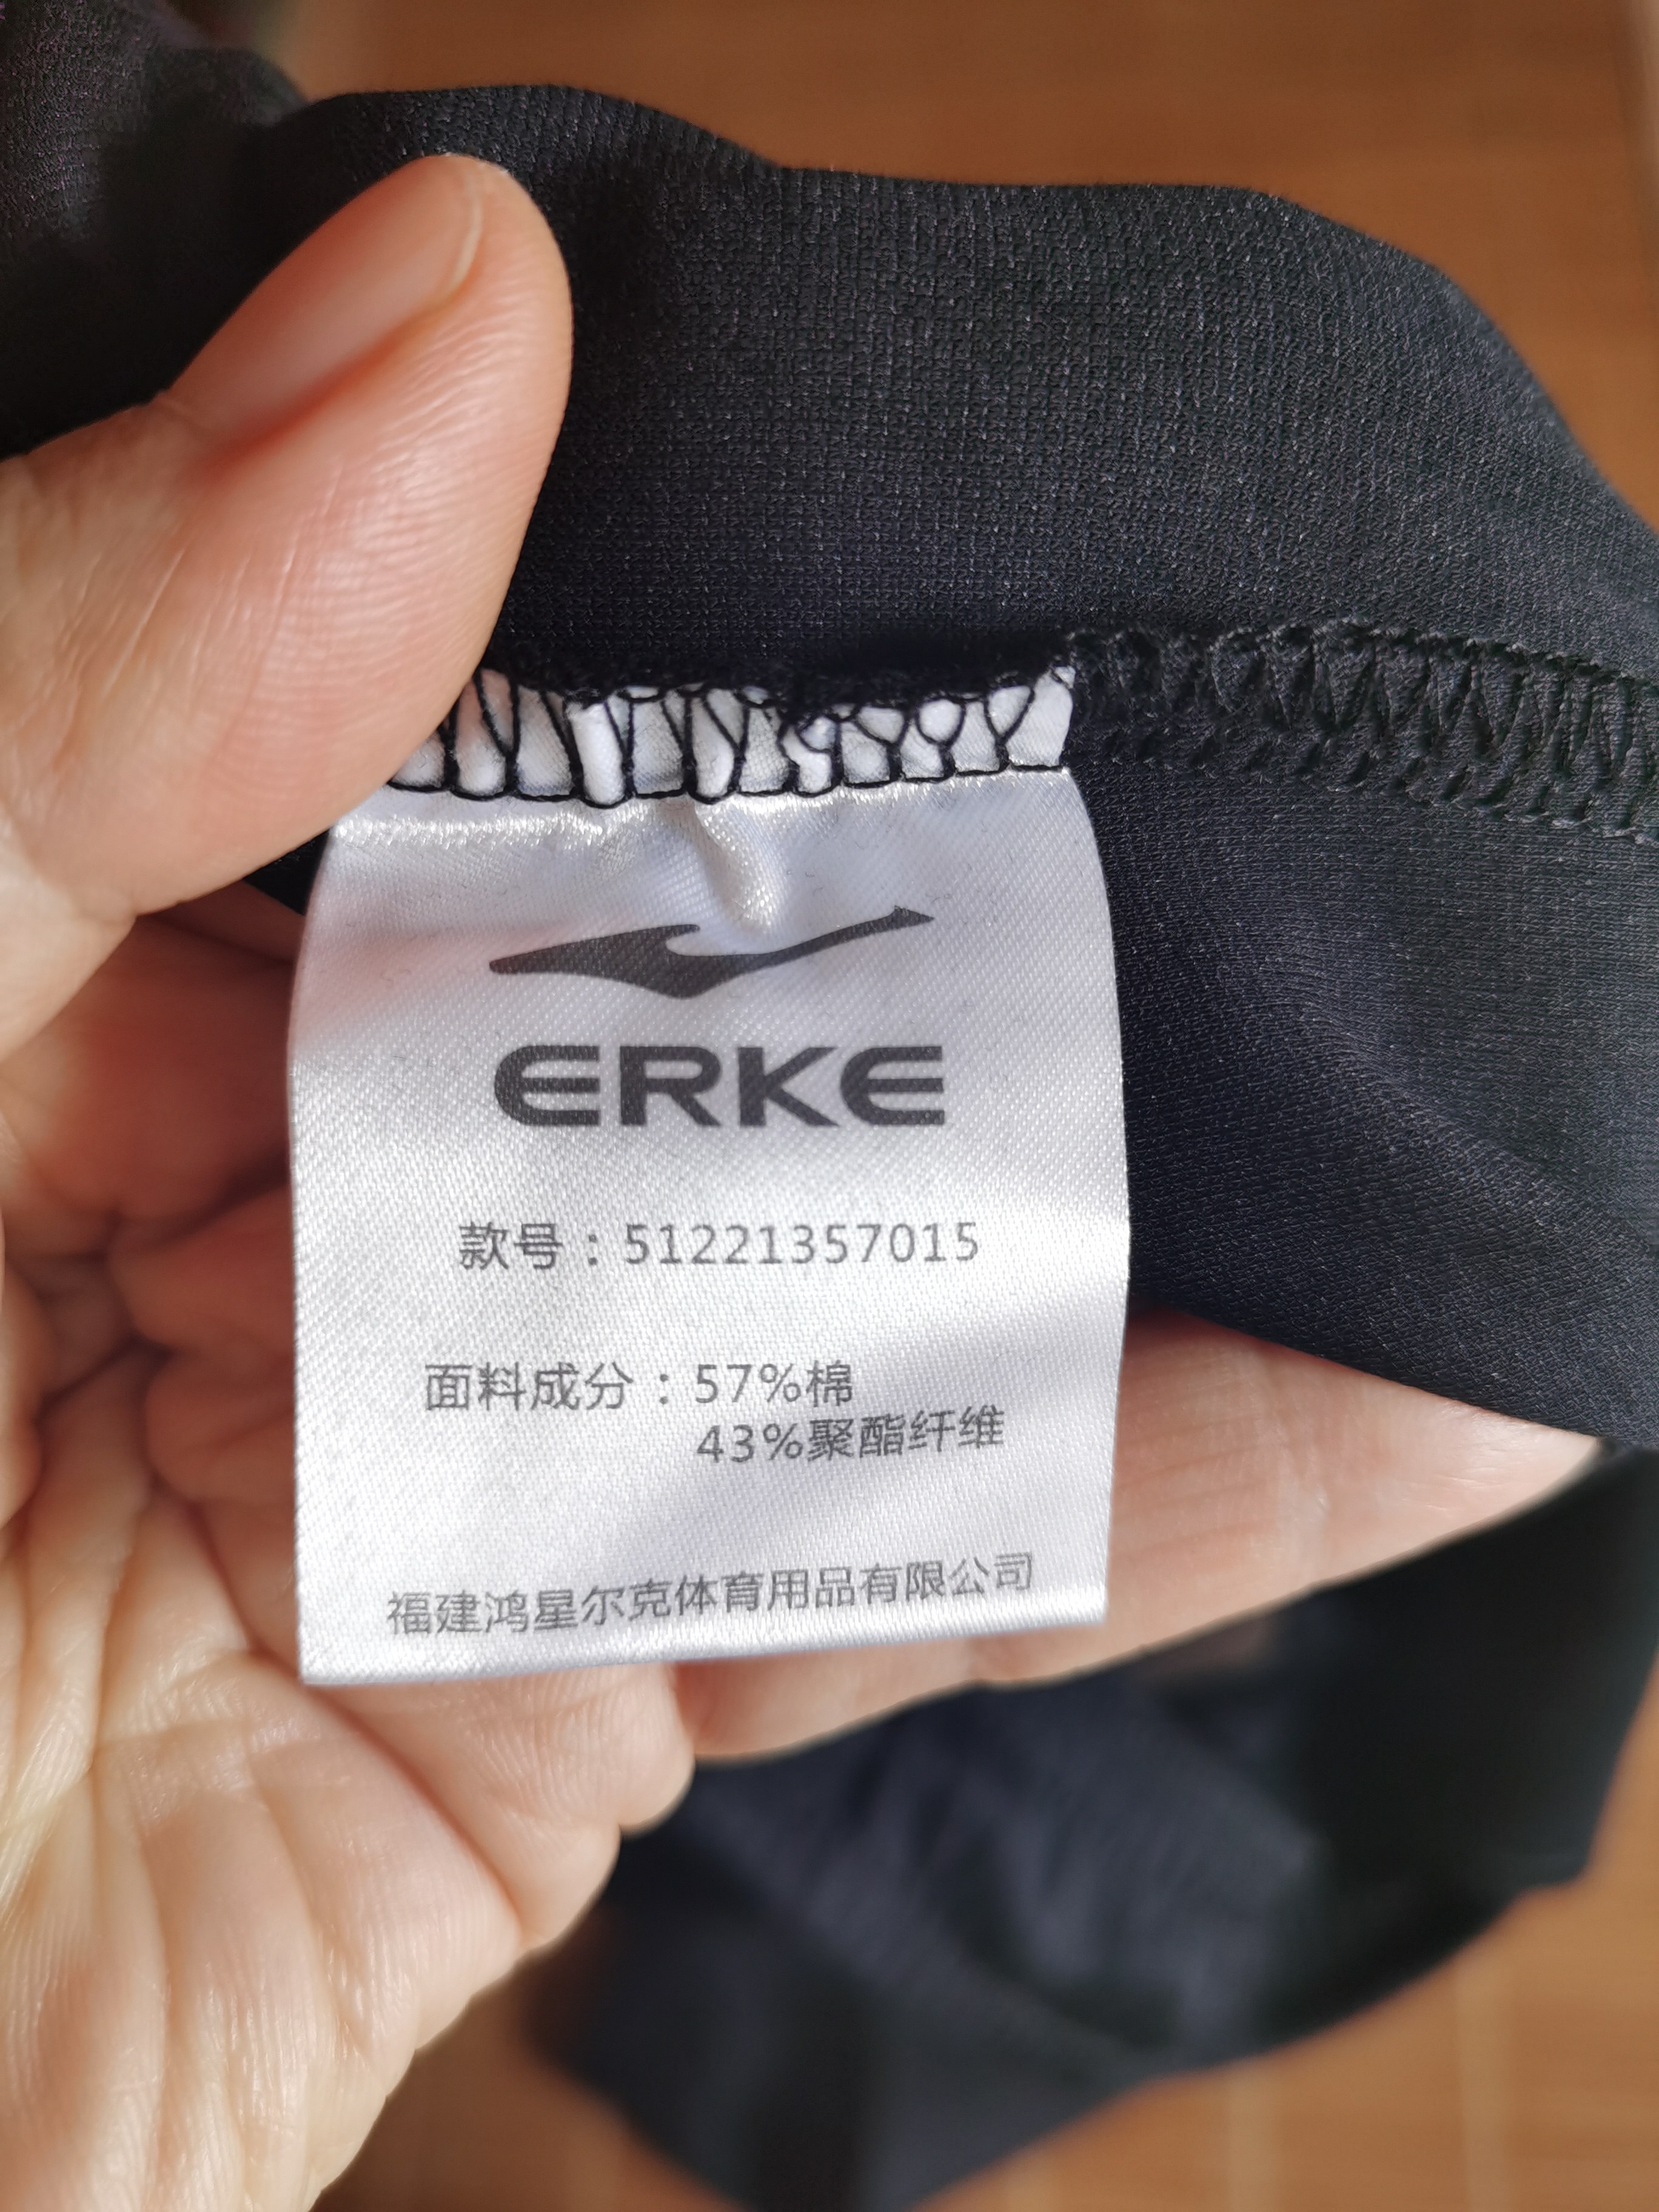 ERKE
款号：51221357015
面料成分：57%棉
43%聚酯纤维
福建鸿星尔克体育用品有限公司